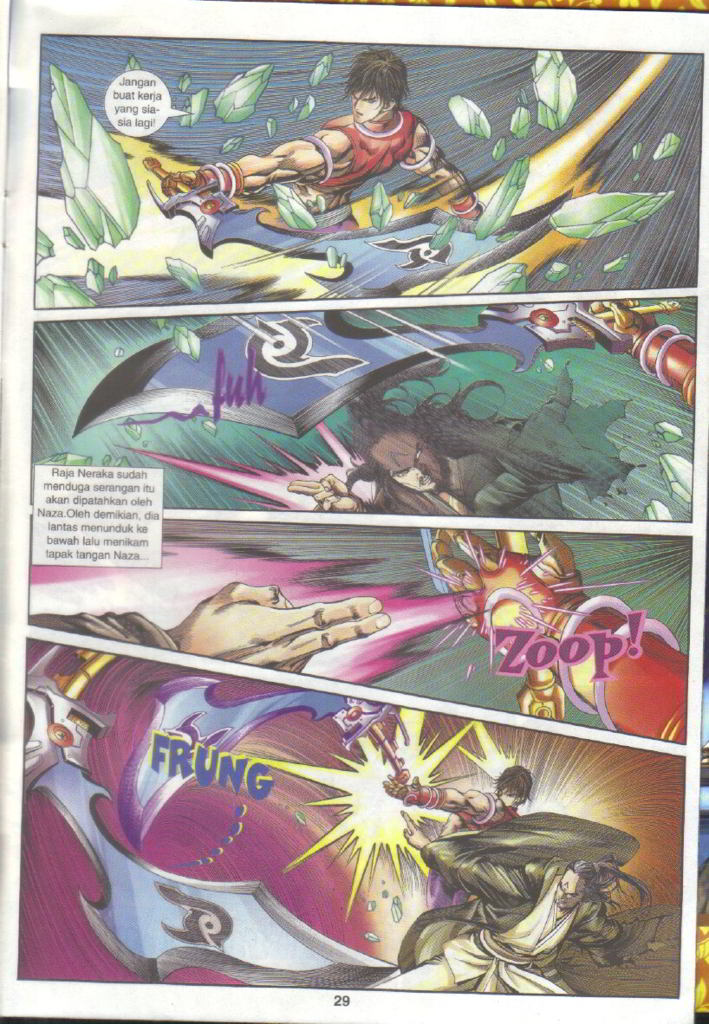 Jangan
buat kerja
yang sia-
sia lagi!
fuh
Raja Neraka sudah
menduga serangan itu
akan dipatahkan oleh
Naza.Oleh demikian, dia
lantas menunduk ke
bawah lalu menikam
tapak tangan Naza...
Zoop!
FRUNG
29